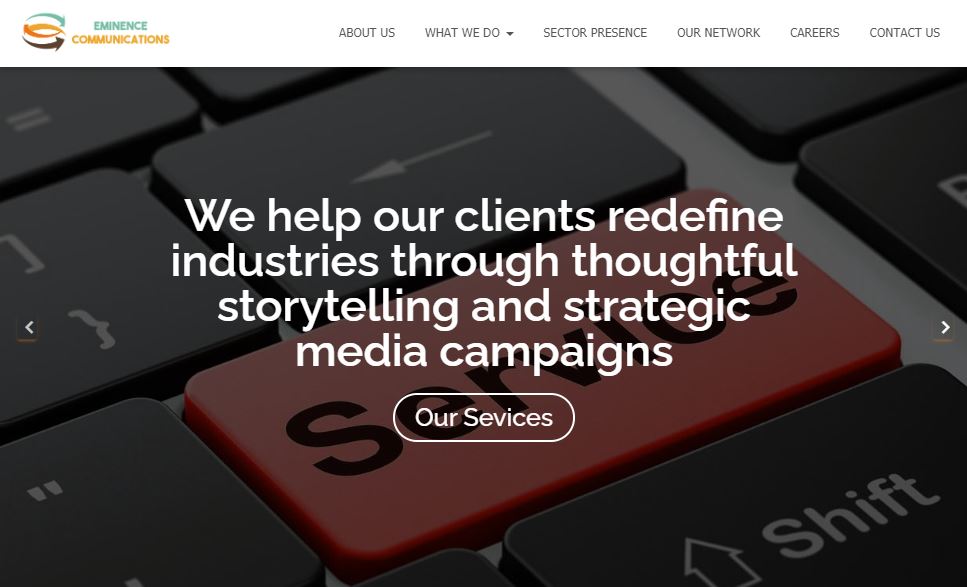 EMINENCE
COMMUNICATIONS
ABOUT US
WHAT WE DO
SECTOR PRESENCE
OUR NETWORK
CAREERS
CONTACT US
We help our clients redefine
industries through thoughtful
storytelling and strategic
media campaigns
Service
Our Sevices
Shift